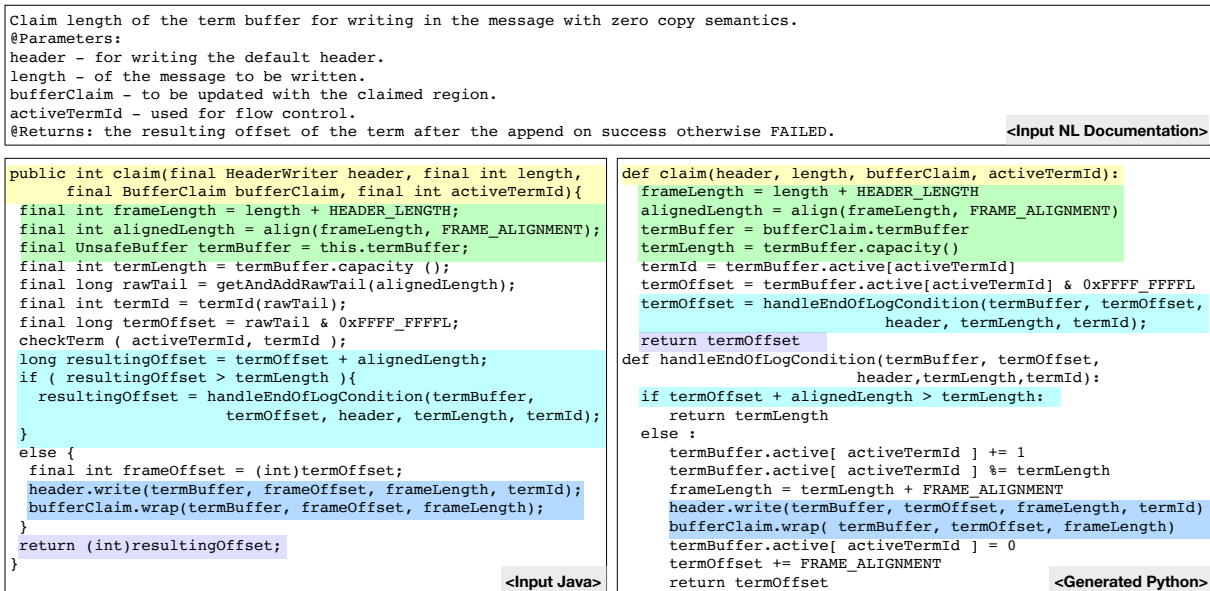 Claim length of the term buffer for writing in the message with zero copy semantics.
@Parameters:
header – for writing the default header.
length – of the message to be written.
bufferClaim – to be updated with the claimed region.
activeTermId – used for flow control.
@Returns: the resulting offset of the term after the append on success otherwise FAILED.
<Input NL Documentation>
public int claim(final HeaderWriter header, final int length,
final BufferClaim bufferClaim, final int activeTermId){
final int frameLength = length + HEADER_LENGTH;
final int alignedLength = align(frameLength, FRAME_ALIGNMENT);
final UnsafeBuffer termBuffer = this.termBuffer;
final int termLength = termBuffer.capacity ();
final long rawTail = getAndAddRawTail(alignedLength);
final int termId = termId(rawTail);
final long termOffset = rawTail & 0xFFFF_FFFFL;
checkTerm ( activeTermId, termId );
long resultingOffset = termOffset + alignedLength;
if ( resultingOffset > termLength ){
resultingOffset = handleEndOfLogCondition(termBuffer,
termOffset, header, termLength, termId);
}
else {
final int frameOffset = (int)termOffset;
header.write(termBuffer, frameOffset, frameLength, termId);
bufferClaim.wrap(termBuffer, frameOffset, frameLength);
}
return (int)resultingOffset;
}
<Input Java>
def claim(header, length, bufferClaim, activeTermId):
frameLength = length + HEADER_LENGTH
alignedLength = align(frameLength, FRAME_ALIGNMENT)
termBuffer = bufferClaim.termBuffer
termLength = termBuffer.capacity()
termId = termBuffer.active[activeTermId]
termOffset = termBuffer.active[activeTermId] & 0xFFFF_FFFFL
termOffset = handleEndOfLogCondition(termBuffer, termOffset,
header, termLength, termId);
return termOffset
def handleEndOfLogCondition(termBuffer, termOffset,
header,termLength,termId):
if termOffset + alignedLength > termLength:
return termLength
else :
termBuffer.active[ activeTermId ] += 1
termBuffer.active[ activeTermId ] %= termLength
frameLength = termLength + FRAME_ALIGNMENT
header.write(termBuffer, termOffset, frameLength, termId)
bufferClaim.wrap( termBuffer, termOffset, frameLength)
termBuffer.active[ activeTermId ] = 0
termOffset += FRAME_ALIGNMENT
return termOffset
<Generated Python>